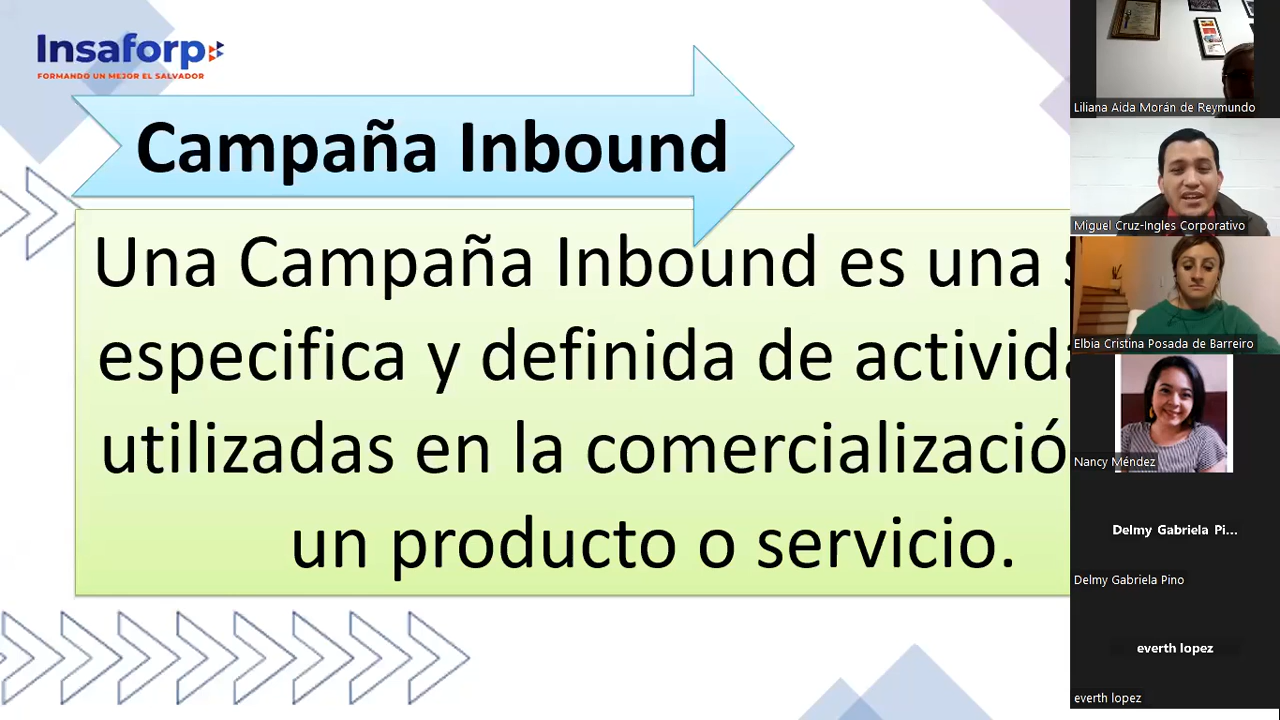 Insaforp
FORMANDO UN MEJOR EL SALVADOR
Campaña Inbound
Una Campaña Inbound es una
especifica y definida de
utilizadas en la
un producto o servicio.
Liliana Aida Morán de Reymundo
Miguel Cruz-Ingles Corporativo
Elbia Cristina Posada de Barreiro
Nancy Méndez
Delmy Gabriela Pi...
Delmy Gabriela Pino
everth lopez
everth lopez